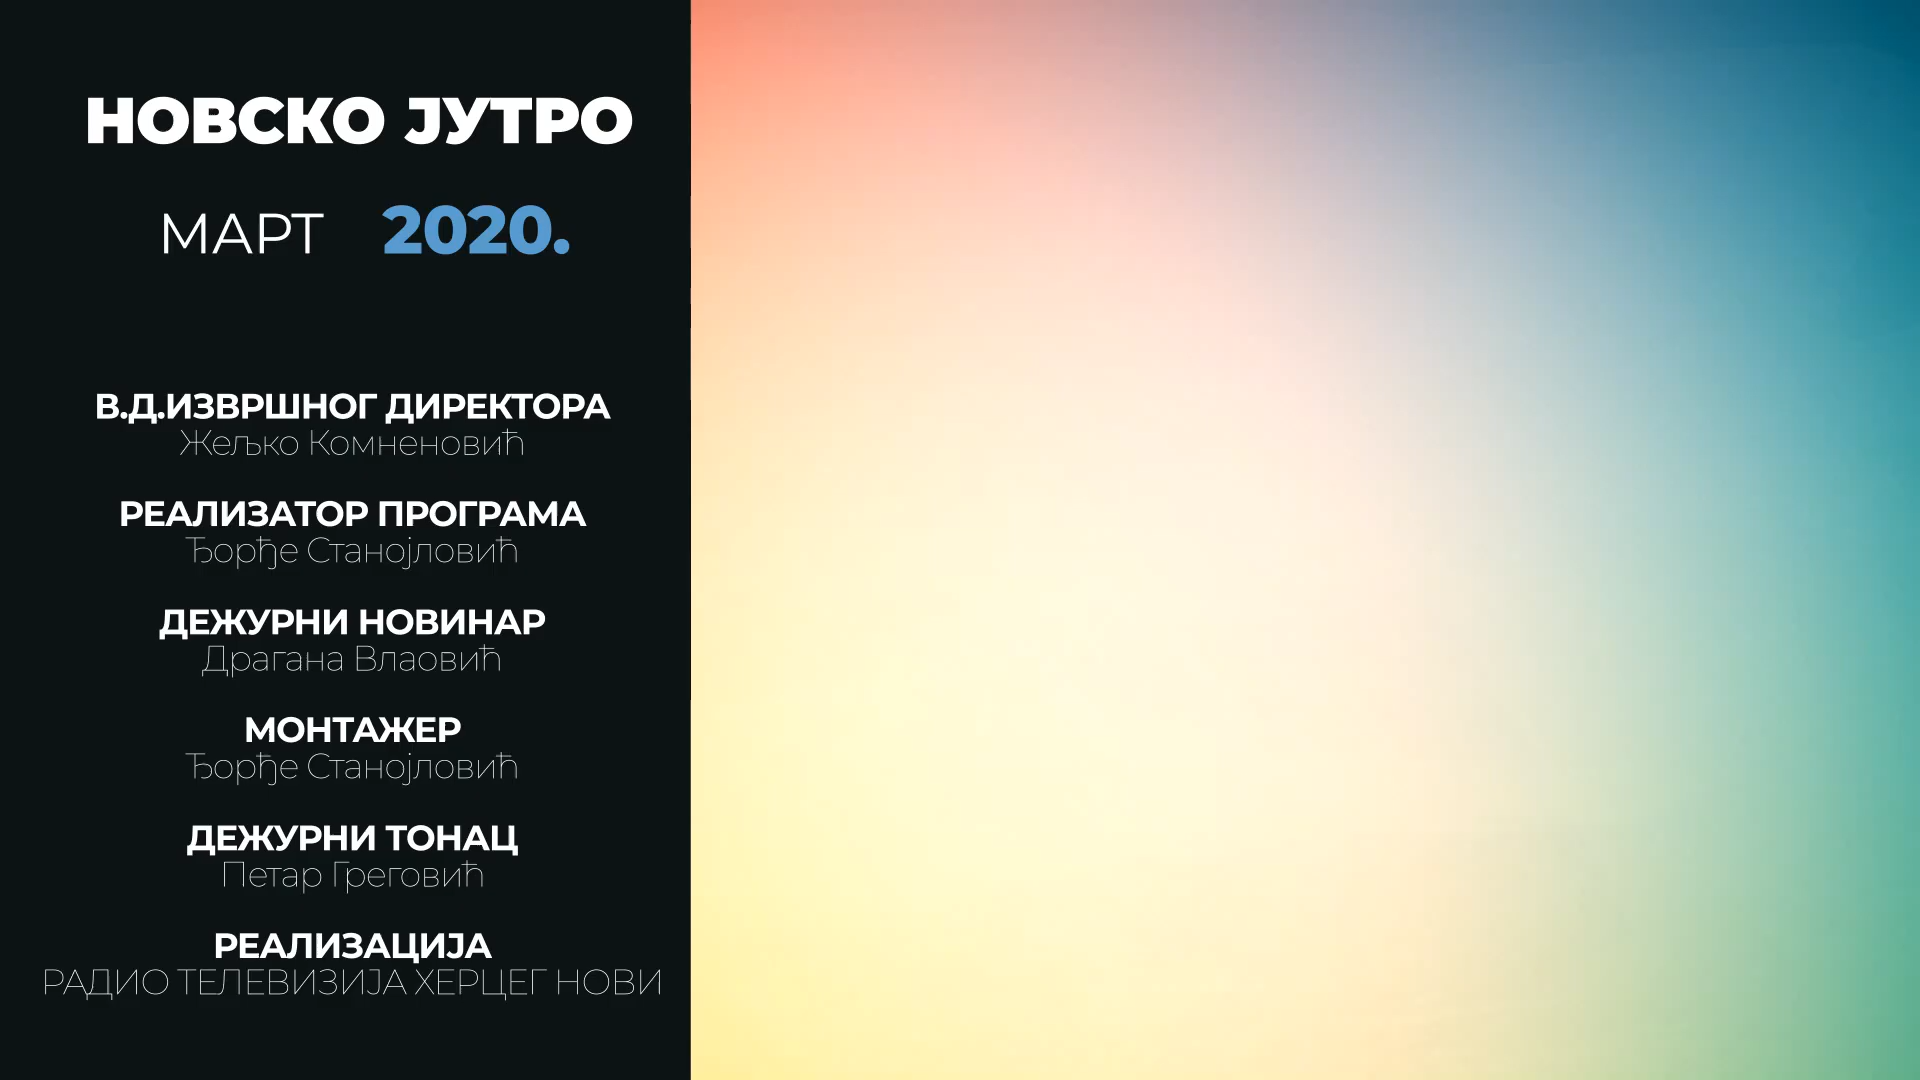 НОВСКО ЈУТРО
МАРТ 2020.
В.Д.ИЗВРШНОГ ДИРЕКТОРА
Жељко Комненовић
РЕАЛИЗАТОР ПРОГРАМА
Ђорђе Станојловић
ДЕЖУРНИ НОВИНАР
Драгана Влаовић
МОНТАЖЕР
Ђорђе Станојловић
ДЕЖУРНИ ТОНАЦ
Петар Греговић
РЕАЛИЗАЦИЈА
РАДИО ТЕЛЕВИЗИЈА ХЕРЦЕГ НОВИ